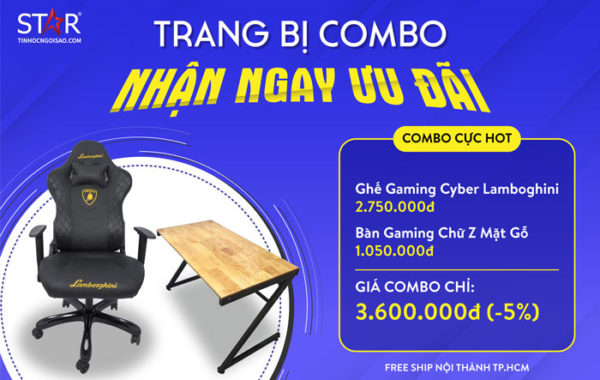 STAR
TINHOCNGOISAO.COM
TRANG BỊ COMBO
NHẬN NGAY ƯU ĐÃI
COMBO CỰC HOT
Ghế Gaming Cyber Lamboghini
2.750.000đ
Bàn Gaming Chữ Z Mặt Gỗ
1.050.000đ
GIÁ COMBO CHỈ:
3.600.000đ (-5%)
FREE SHIP NỘI THÀNH TP.HCM
Lamborghini
Lamborghini